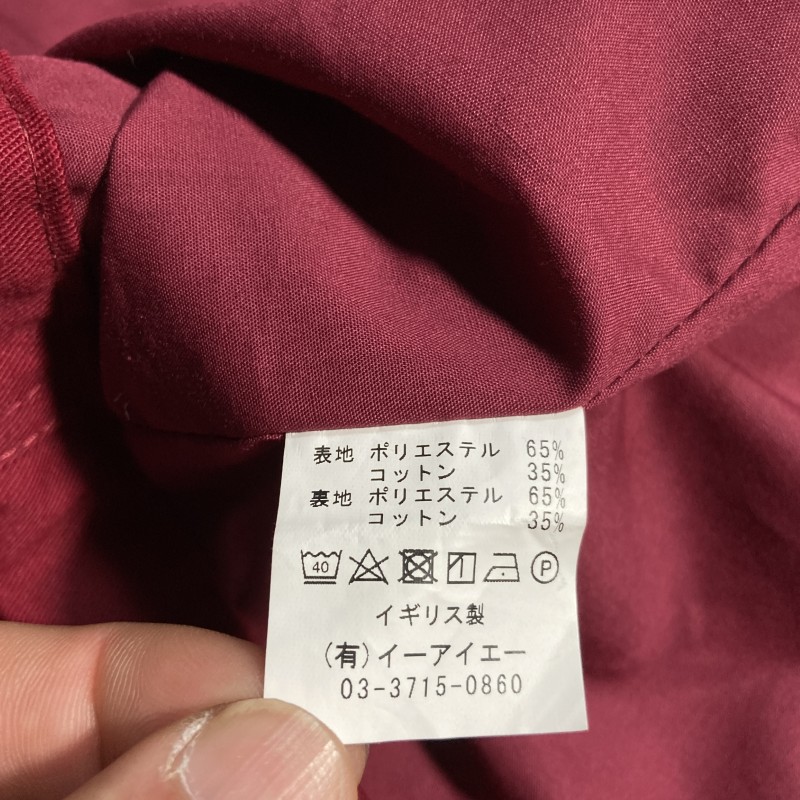 表地 ポリエステル 65%
コットン 35%
裏地 ポリエステル 65%
コットン 35%
40 P
イギリス製
(有)イーアイエー
03-3715-0860